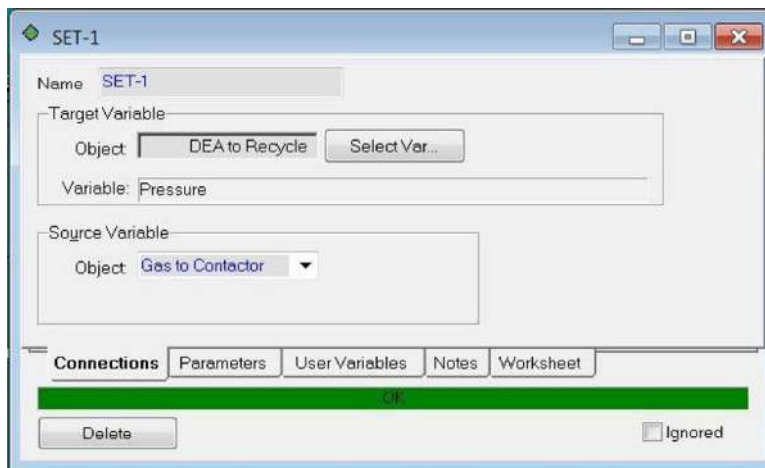 SET-1
Name SET-1
Target Variable
Object DEA to Recycle Select Var...
Variable: Pressure
Source Variable
Object Gas to Contactor
Connections Parameters User Variables Notes Worksheet
OK
Delete Ignored